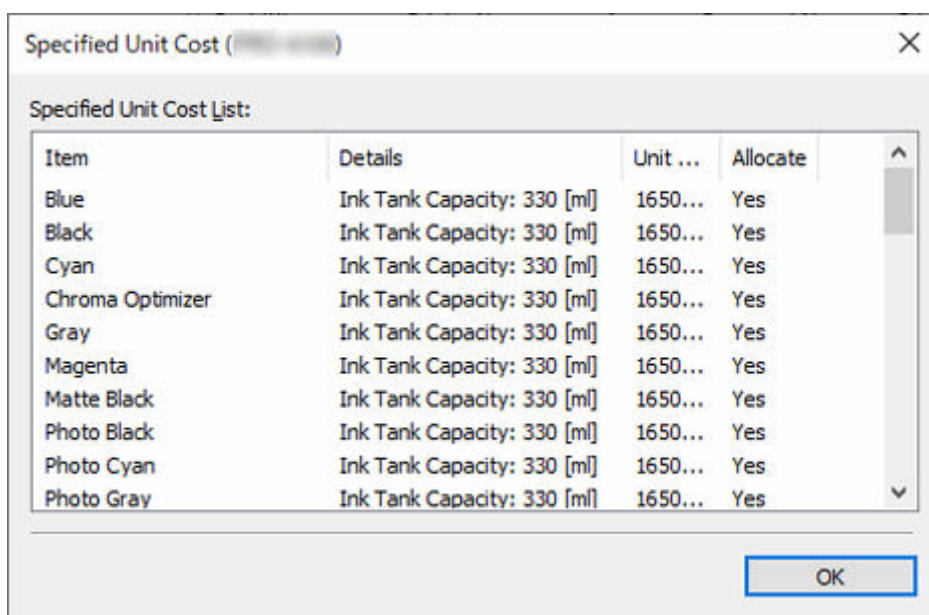 Specified Unit Cost ( )
Specified Unit Cost List:
Item Details Unit ... Allocate
Blue Ink Tank Capacity: 330 [ml] 1650... Yes
Black Ink Tank Capacity: 330 [ml] 1650... Yes
Cyan Ink Tank Capacity: 330 [ml] 1650... Yes
Chroma Optimizer Ink Tank Capacity: 330 [ml] 1650... Yes
Gray Ink Tank Capacity: 330 [ml] 1650... Yes
Magenta Ink Tank Capacity: 330 [ml] 1650... Yes
Matte Black Ink Tank Capacity: 330 [ml] 1650... Yes
Photo Black Ink Tank Capacity: 330 [ml] 1650... Yes
Photo Cyan Ink Tank Capacity: 330 [ml] 1650... Yes
Photo Gray Ink Tank Capacity: 330 [ml] 1650... Yes
OK